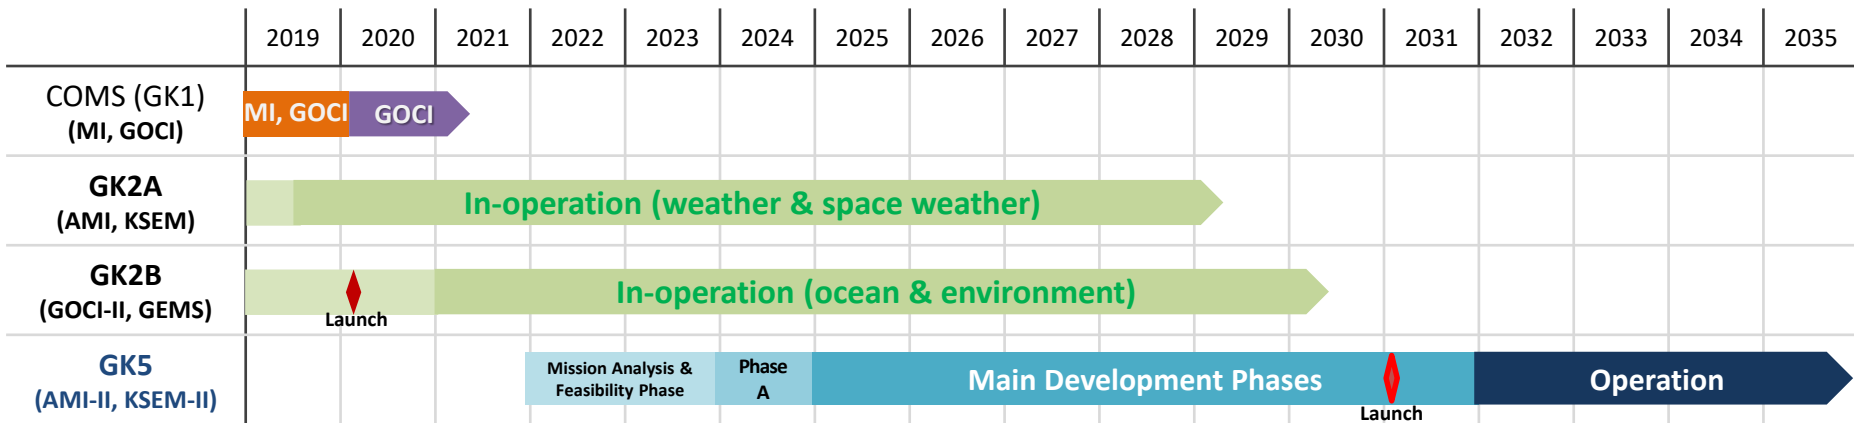 2019 2020 2021 2022 2023 2024 2025 2026 2027 2028 2029 2030 2031 2032 2033 2034 2035
COMS (GK1)
(MI, GOCI)
MI, GOCI GOCI
GK2A
(AMI, KSEM)
In-operation (weather & space weather)
GK2B
(GOCI-II, GEMS)
Launch
In-operation (ocean & environment)
GK5
(AMI-II, KSEM-II)
Mission Analysis &
Feasibility Phase
Phase
A
Main Development Phases
Launch
Operation